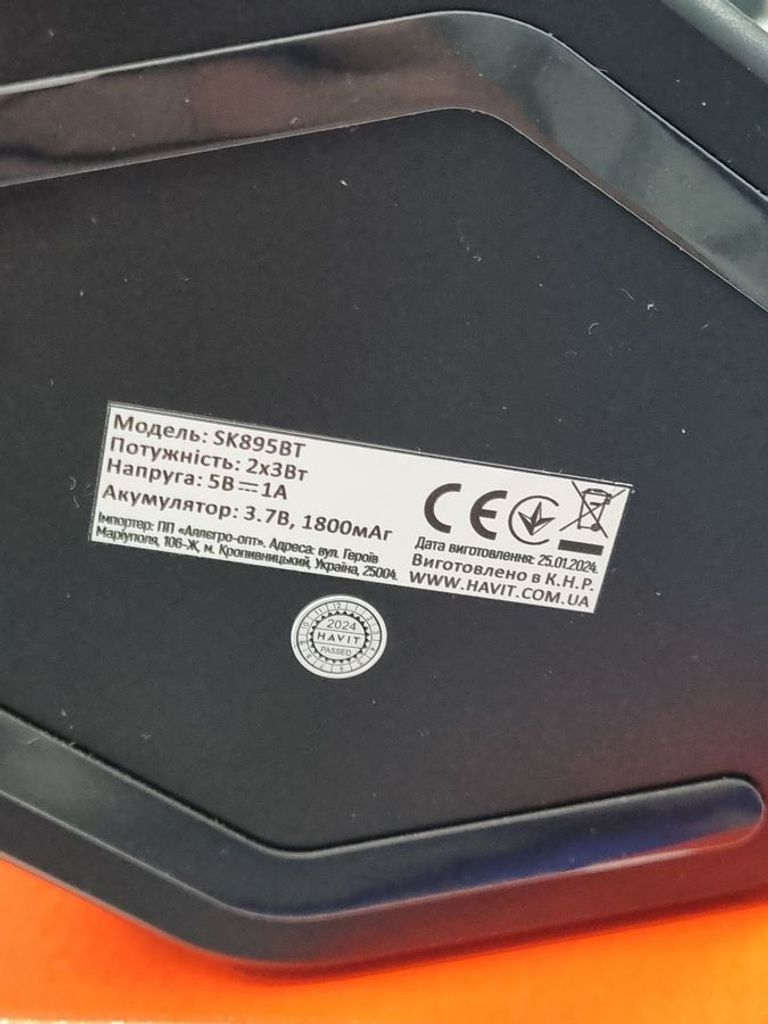 Модель: SK895BT
Потужність: 2х3Вт
Напруга: 5В⎓1А
Акумулятор: 3.7В, 1800мАг
Імпортер: ПП «Аллегро-опт». Адреса: вул. Героїв
Маріуполя, 106-Ж, м. Кропивницький, Україна, 25004.
CE
Дата виготовлення: 25.01.2024.
Виготовлено в К.Н.Р.
WWW.HAVIT.COM.UA
2024
HAVIT
PASSED